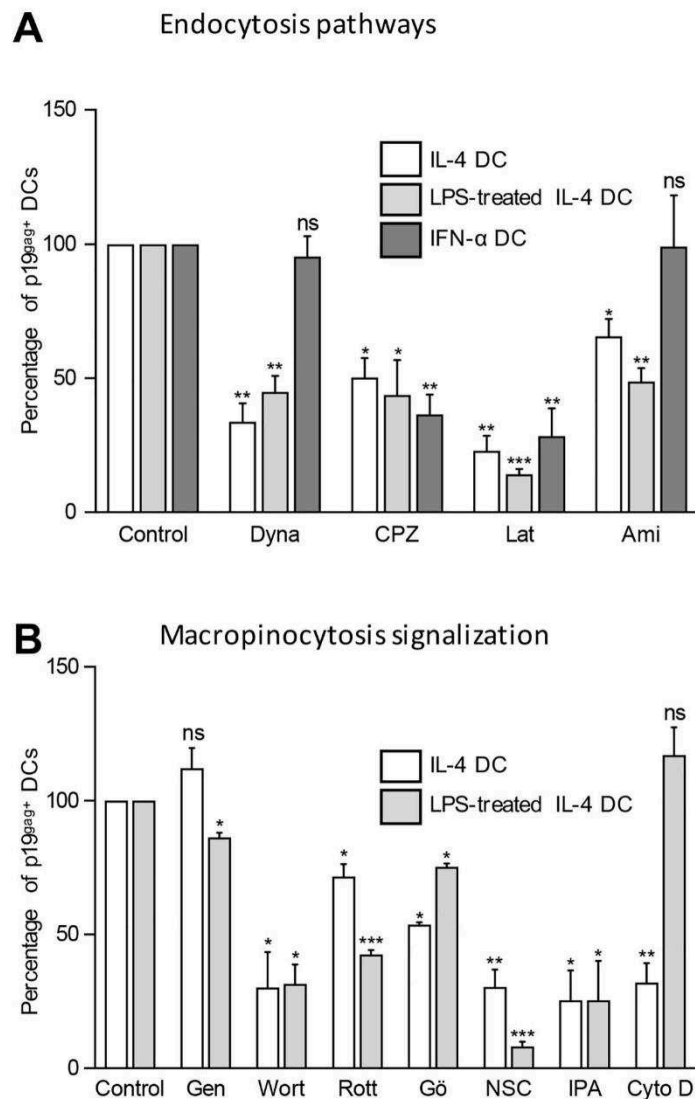 A
Endocytosis pathways
Percentage of p19gag+ DCs
150
100
50
0
IL-4 DC
LPS-treated IL-4 DC
IFN-α DC
ns
ns
**
**
*
*
**
**
***
**
*
**
Control Dyna CPZ Lat Ami
B
Macropinocytosis signalization
Percentage of p19gag+ DCs
150
100
50
0
IL-4 DC
LPS-treated IL-4 DC
ns
*
*
*
*
***
*
*
**
***
*
*
**
ns
Control Gen Wort Rott Gö NSC IPA Cyto D